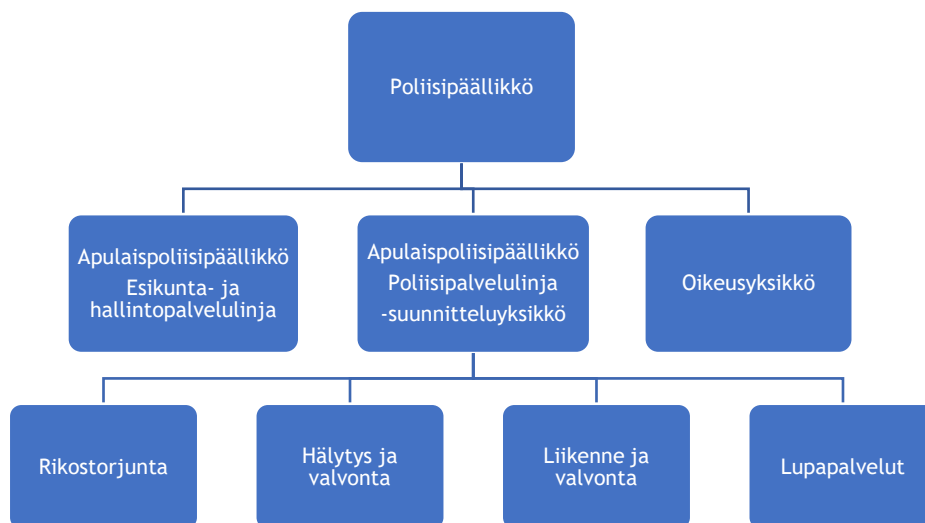 Poliisipäällikkö
Apulaispoliisipäällikkö
Esikunta- ja
hallintopalvelulinja
Apulaispoliisipäällikkö
Poliisipalvelulinja
-suunnitteluyksikkö
Oikeusyksikkö
Rikostorjunta
Hälytys ja
valvonta
Liikenne ja
valvonta
Lupapalvelut